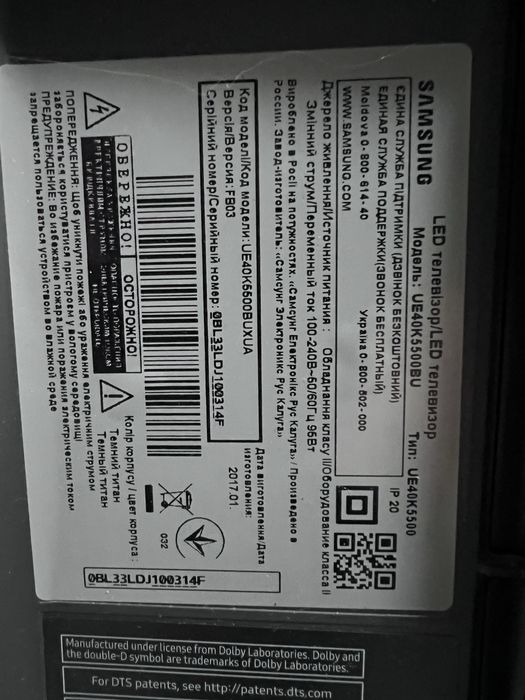 SAMSUNG
LED телевізор/LED телевизор
Модель: UE40K5500BU Тип: UE40K5500
ЄДИНА СЛУЖБА ПІДТРИМКИ (ДЗВІНОК БЕЗКОШТОВНИЙ)
ЕДИНАЯ СЛУЖБА ПОДДЕРЖКИ(ЗВОНОК БЕСПЛАТНЫЙ)
Moldova 0-800-614-40 Україна 0-800-502-000
WWW.SAMSUNG.COM
IP 20
Джерело живлення/Источник питания : Обладнання класу II/Оборудование класса II
Змінний струм/Переменный ток 100-240В~50/60Гц 95Вт
Вироблено в Росії на потужностях. «Самсунг Електронікс Рус Калуга» / Произведено в
России. Завод-изготовитель: «Самсунг Электроникс Рус Калуга»
Код моделі/Код модели:UE40K5500BUXUA
Версія/Версия:FB03
Серійний номер/Серийный номер: 0BL33LDJ100314F
Дата виготовлення/Дата
изготовления:
2017.01.
032
ОБЕРЕЖНО! ОСТОРОЖНО!
Колір корпусу / цвет корпуса :
Темний титан
Темный титан
ПОПЕРЕДЖЕННЯ: Щоб уникнути пожежі або ураження електричним струмом
забороняється користуватися пристроєм у вологому середовищі
ПРЕДУПРЕЖДЕНИЕ: Во избежание пожара или поражения электрическим током
запрещается пользоваться устройством во влажной среде
0BL33LDJ100314F
Manufactured under license from Dolby Laboratories. Dolby and
the double-D symbol are trademarks of Dolby Laboratories.
For DTS patents, see http://patents.dts.com